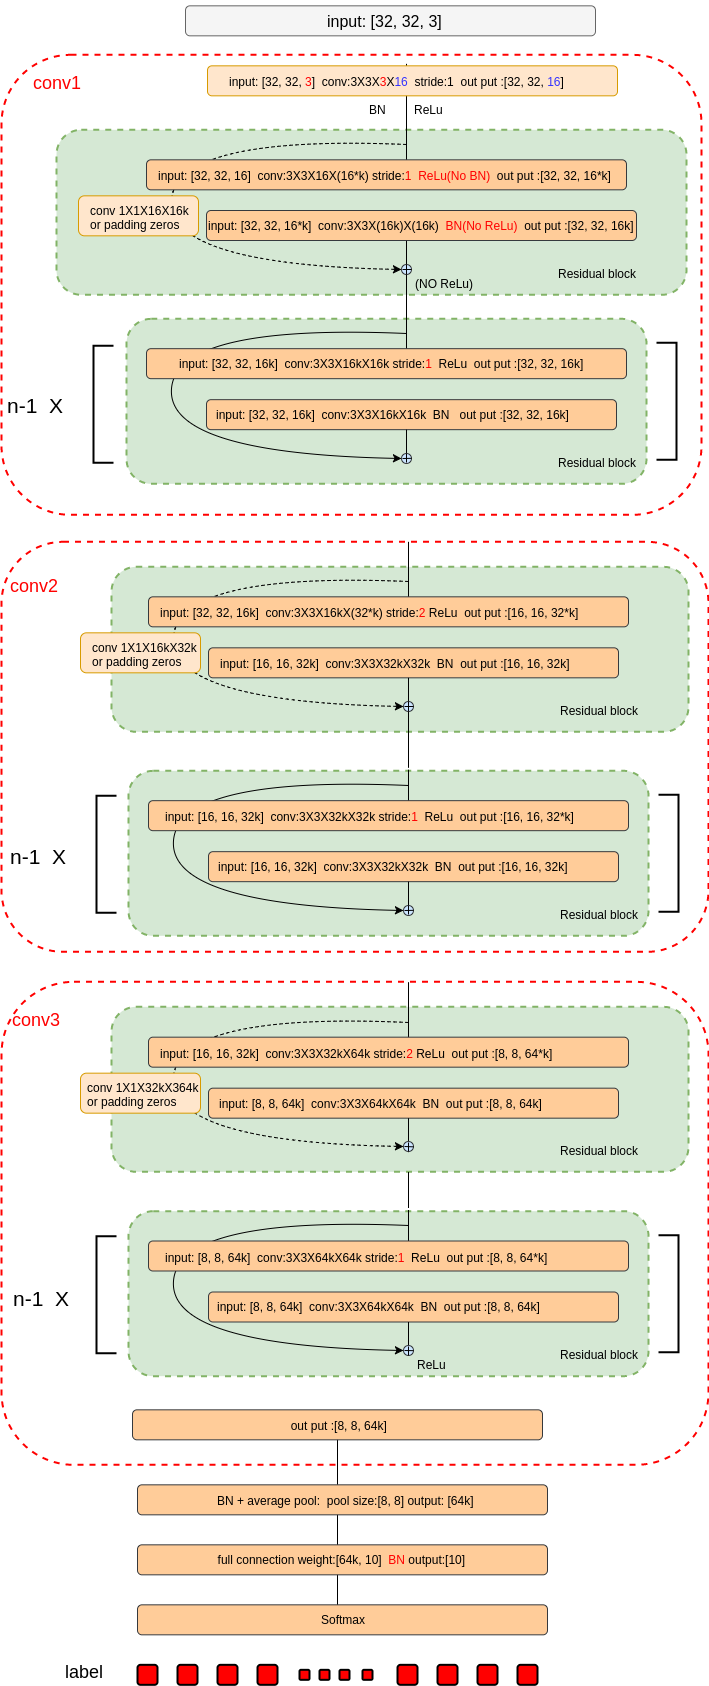 input: [32, 32, 3]
conv1
input: [32, 32, 3]  conv:3X3X3X16  stride:1  out put :[32, 32, 16]
BN ReLu
input: [32, 32, 16]  conv:3X3X16X(16*k) stride:1  ReLu(No BN)  out put :[32, 32, 16*k]
conv 1X1X16X16k
or padding zeros
input: [32, 32, 16*k]  conv:3X3X(16k)X(16k)  BN(No ReLu)  out put :[32, 32, 16k]
Residual block
(NO ReLu)
input: [32, 32, 16k]  conv:3X3X16kX16k stride:1  ReLu  out put :[32, 32, 16k]
n-1  X
input: [32, 32, 16k]  conv:3X3X16kX16k  BN   out put :[32, 32, 16k]
Residual block
conv2
input: [32, 32, 16k]  conv:3X3X16kX(32*k) stride:2 ReLu  out put :[16, 16, 32*k]
conv 1X1X16kX32k
or padding zeros
input: [16, 16, 32k]  conv:3X3X32kX32k  BN  out put :[16, 16, 32k]
Residual block
input: [16, 16, 32k]  conv:3X3X32kX32k stride:1  ReLu  out put :[16, 16, 32*k]
n-1  X
input: [16, 16, 32k]  conv:3X3X32kX32k  BN  out put :[16, 16, 32k]
Residual block
conv3
input: [16, 16, 32k]  conv:3X3X32kX64k stride:2 ReLu  out put :[8, 8, 64*k]
conv 1X1X32kX364k
or padding zeros
input: [8, 8, 64k]  conv:3X3X64kX64k  BN  out put :[8, 8, 64k]
Residual block
input: [8, 8, 64k]  conv:3X3X64kX64k stride:1  ReLu  out put :[8, 8, 64*k]
n-1  X
input: [8, 8, 64k]  conv:3X3X64kX64k  BN  out put :[8, 8, 64k]
Residual block
ReLu
out put :[8, 8, 64k]
BN + average pool:  pool size:[8, 8] output: [64k]
full connection weight:[64k, 10]  BN output:[10]
Softmax
label